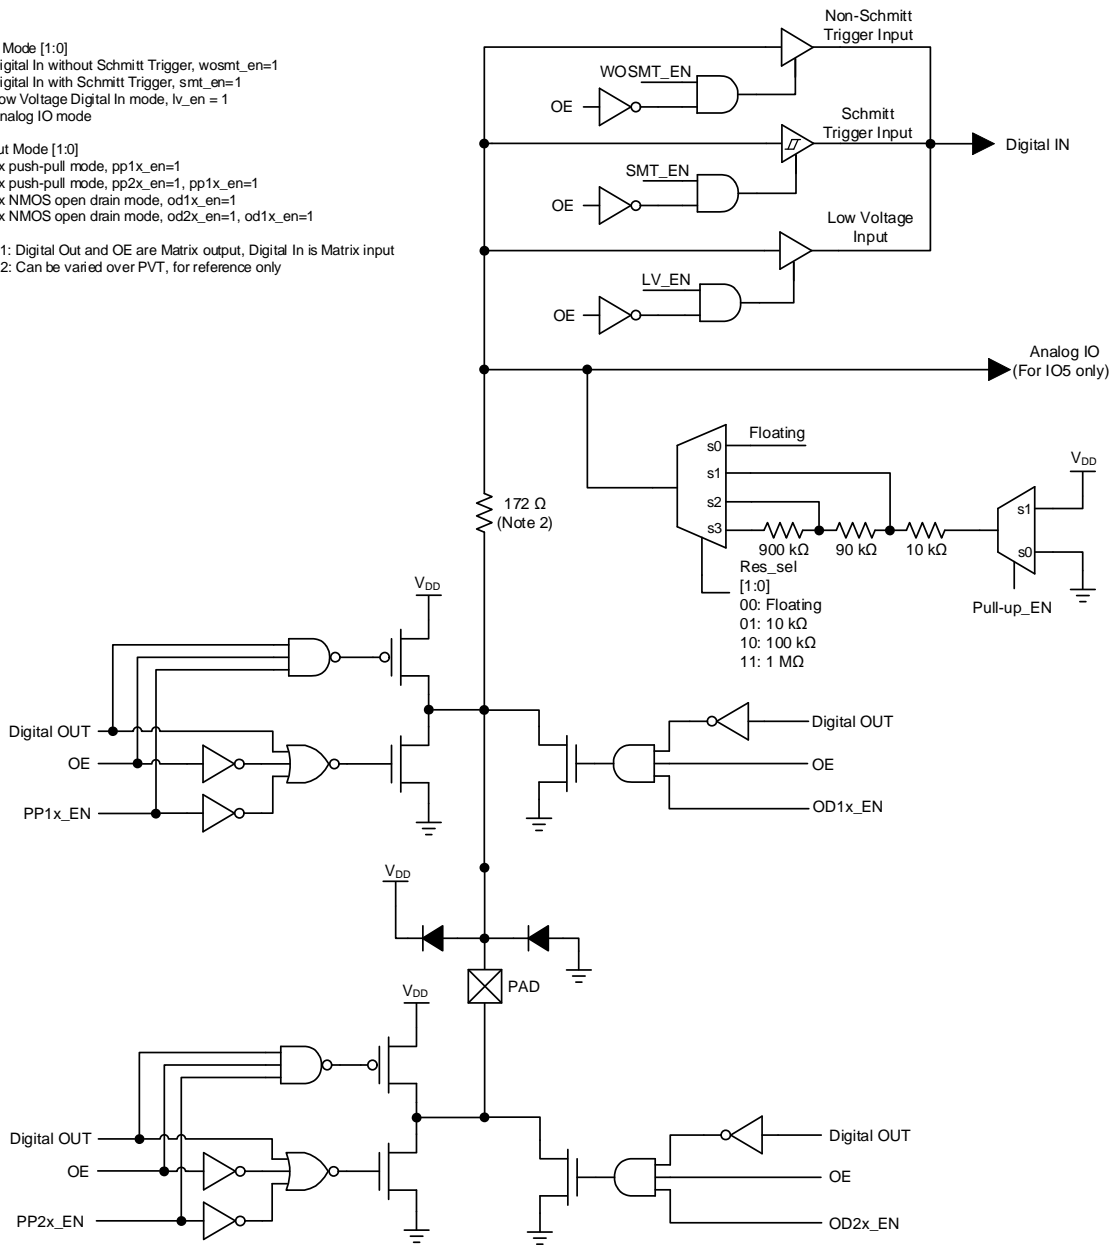 Mode [1:0]
igital In without Schmitt Trigger, wosmt_en=1
igital In with Schmitt Trigger, smt_en=1
ow Voltage Digital In mode, lv_en = 1
nalog IO mode
ut Mode [1:0]
x push-pull mode, pp1x_en=1
x push-pull mode, pp2x_en=1, pp1x_en=1
x NMOS open drain mode, od1x_en=1
x NMOS open drain mode, od2x_en=1, od1x_en=1
1: Digital Out and OE are Matrix output, Digital In is Matrix input
2: Can be varied over PVT, for reference only
Non-Schmitt
Trigger Input
WOSMT_EN
OE
Schmitt
Trigger Input
Digital IN
SMT_EN
OE
Low Voltage
Input
LV_EN
OE
Analog IO
(For IO5 only)
s0
Floating
s1
s2
s3
900 kΩ
90 kΩ
10 kΩ
VDD
s1
s0
Pull-up_EN
Res_sel
[1:0]
00: Floating
01: 10 kΩ
10: 100 kΩ
11: 1 MΩ
172 Ω
(Note 2)
VDD
Digital OUT
OE
PP1x_EN
Digital OUT
OE
OD1x_EN
VDD
PAD
VDD
Digital OUT
OE
PP2x_EN
Digital OUT
OE
OD2x_EN